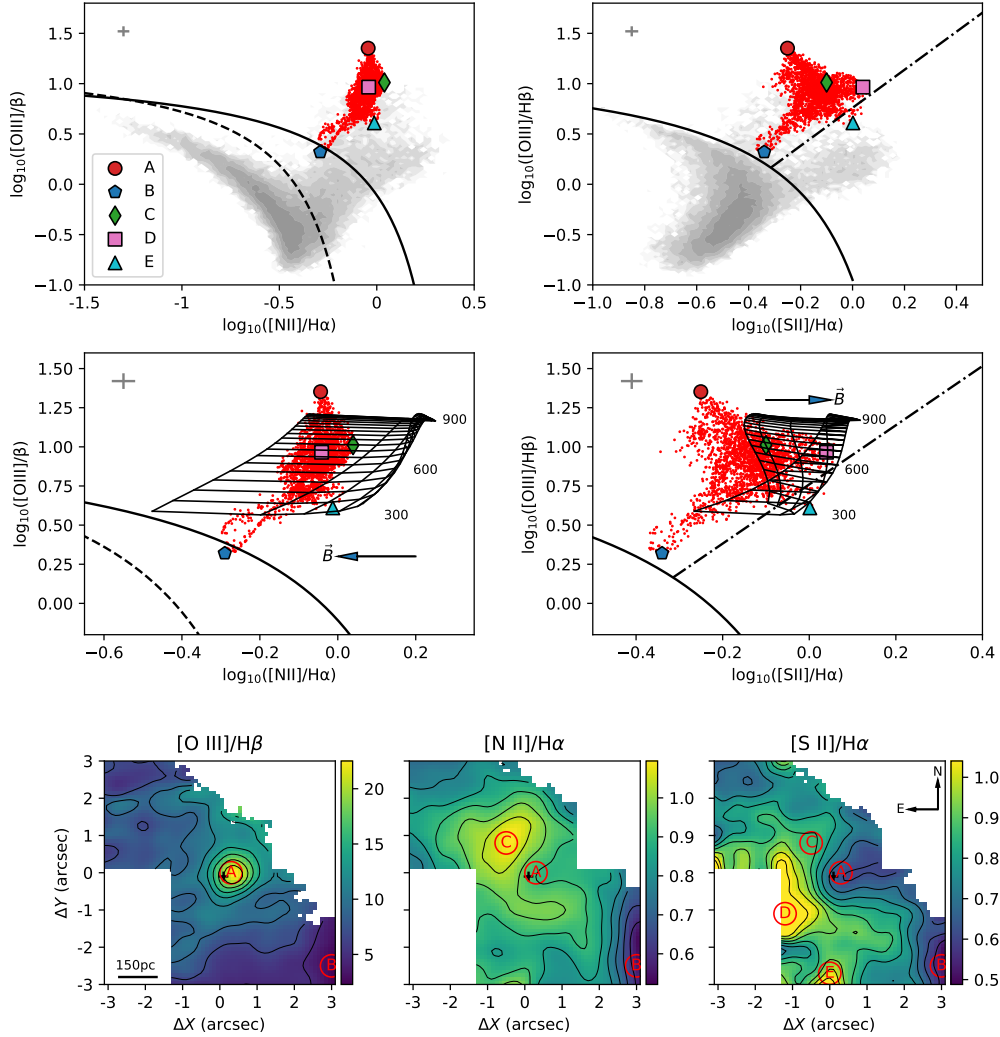 log₁₀([OIII]/β)
1.5
1.0
0.5
0.0
−0.5
−1.0
A
B
C
D
E
-1.5
-1.0
-0.5
0.0
0.5
log₁₀([NII]/Hα)
log₁₀([OIII]/Hβ)
1.5
1.0
0.5
0.0
−0.5
−1.0
-1.0
-0.8
-0.6
-0.4
-0.2
0.0
0.2
0.4
log₁₀([SII]/Hα)
log₁₀([OIII]/β)
1.50
1.25
1.00
0.75
0.50
0.25
0.00
900
600
300
B⃗
−0.6
−0.4
−0.2
0.0
0.2
0.4
log₁₀([NII]/Hα)
log₁₀([OIII]/Hβ)
1.50
1.25
1.00
0.75
0.50
0.25
0.00
B⃗
900
600
300
−0.4
−0.2
0.0
0.2
0.4
log₁₀([SII]/Hα)
[O III]/Hβ
ΔY (arcsec)
3
2
1
0
-1
-2
-3
A
B
150pc
-3
-2
-1
0
1
2
3
ΔX (arcsec)
20
15
10
5
[N II]/Hα
C
A
B
-3
-2
-1
0
1
2
3
ΔX (arcsec)
1.0
0.9
0.8
0.7
0.6
[S II]/Hα
N
E
C
A
D
B
E
-3
-2
-1
0
1
2
3
ΔX (arcsec)
1.0
0.9
0.8
0.7
0.6
0.5